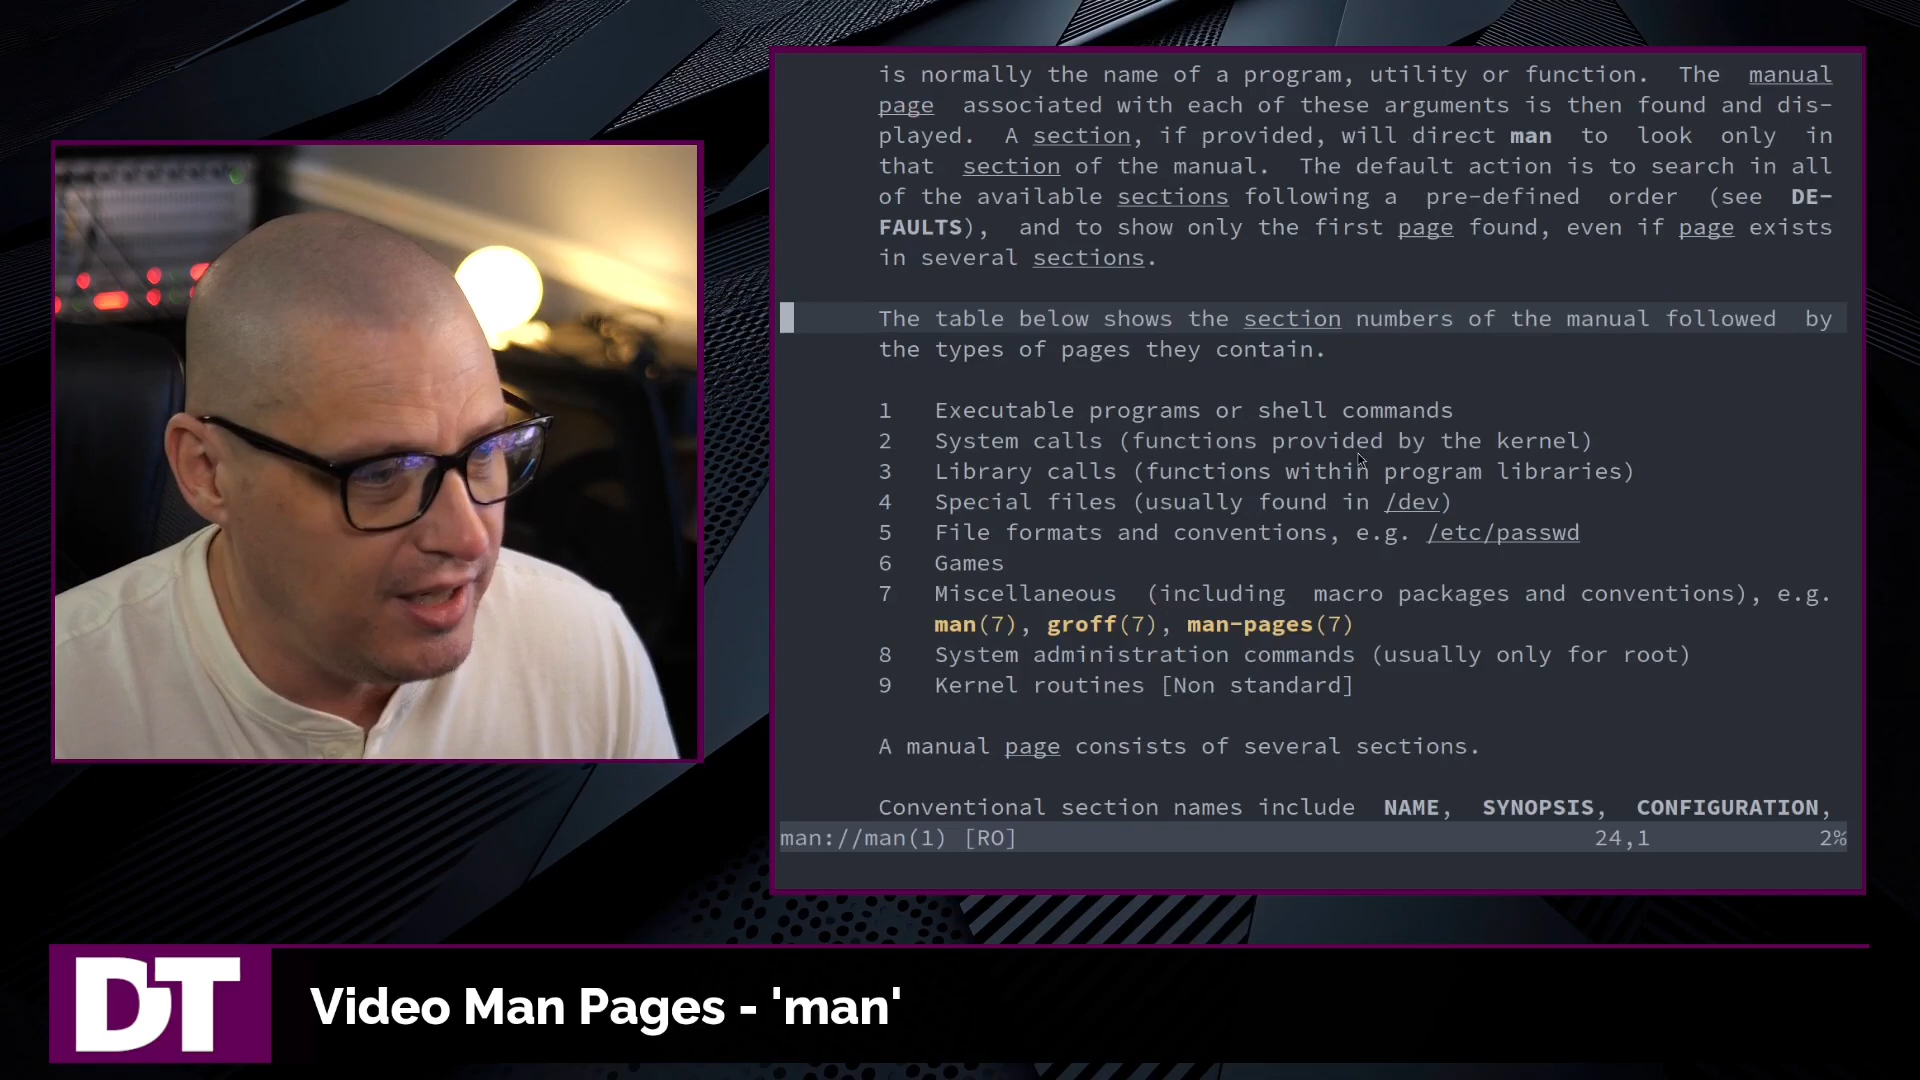 is normally the name of a program, utility or function. The manual
page associated with each of these arguments is then found and dis-
played. A section, if provided, will direct man to look only in
that section of the manual. The default action is to search in all
of the available sections following a pre-defined order (see DE-
FAULTS), and to show only the first page found, even if page exists
in several sections.
The table below shows the section numbers of the manual followed by
the types of pages they contain.
1 Executable programs or shell commands
2 System calls (functions provided by the kernel)
3 Library calls (functions within program libraries)
4 Special files (usually found in /dev)
5 File formats and conventions, e.g. /etc/passwd
6 Games
7 Miscellaneous (including macro packages and conventions), e.g.
man(7), groff(7), man-pages(7)
8 System administration commands (usually only for root)
9 Kernel routines [Non standard]
A manual page consists of several sections.
Conventional section names include NAME, SYNOPSIS, CONFIGURATION,
man://man(1) [RO] 24,1 2%
DT
Video Man Pages - 'man'